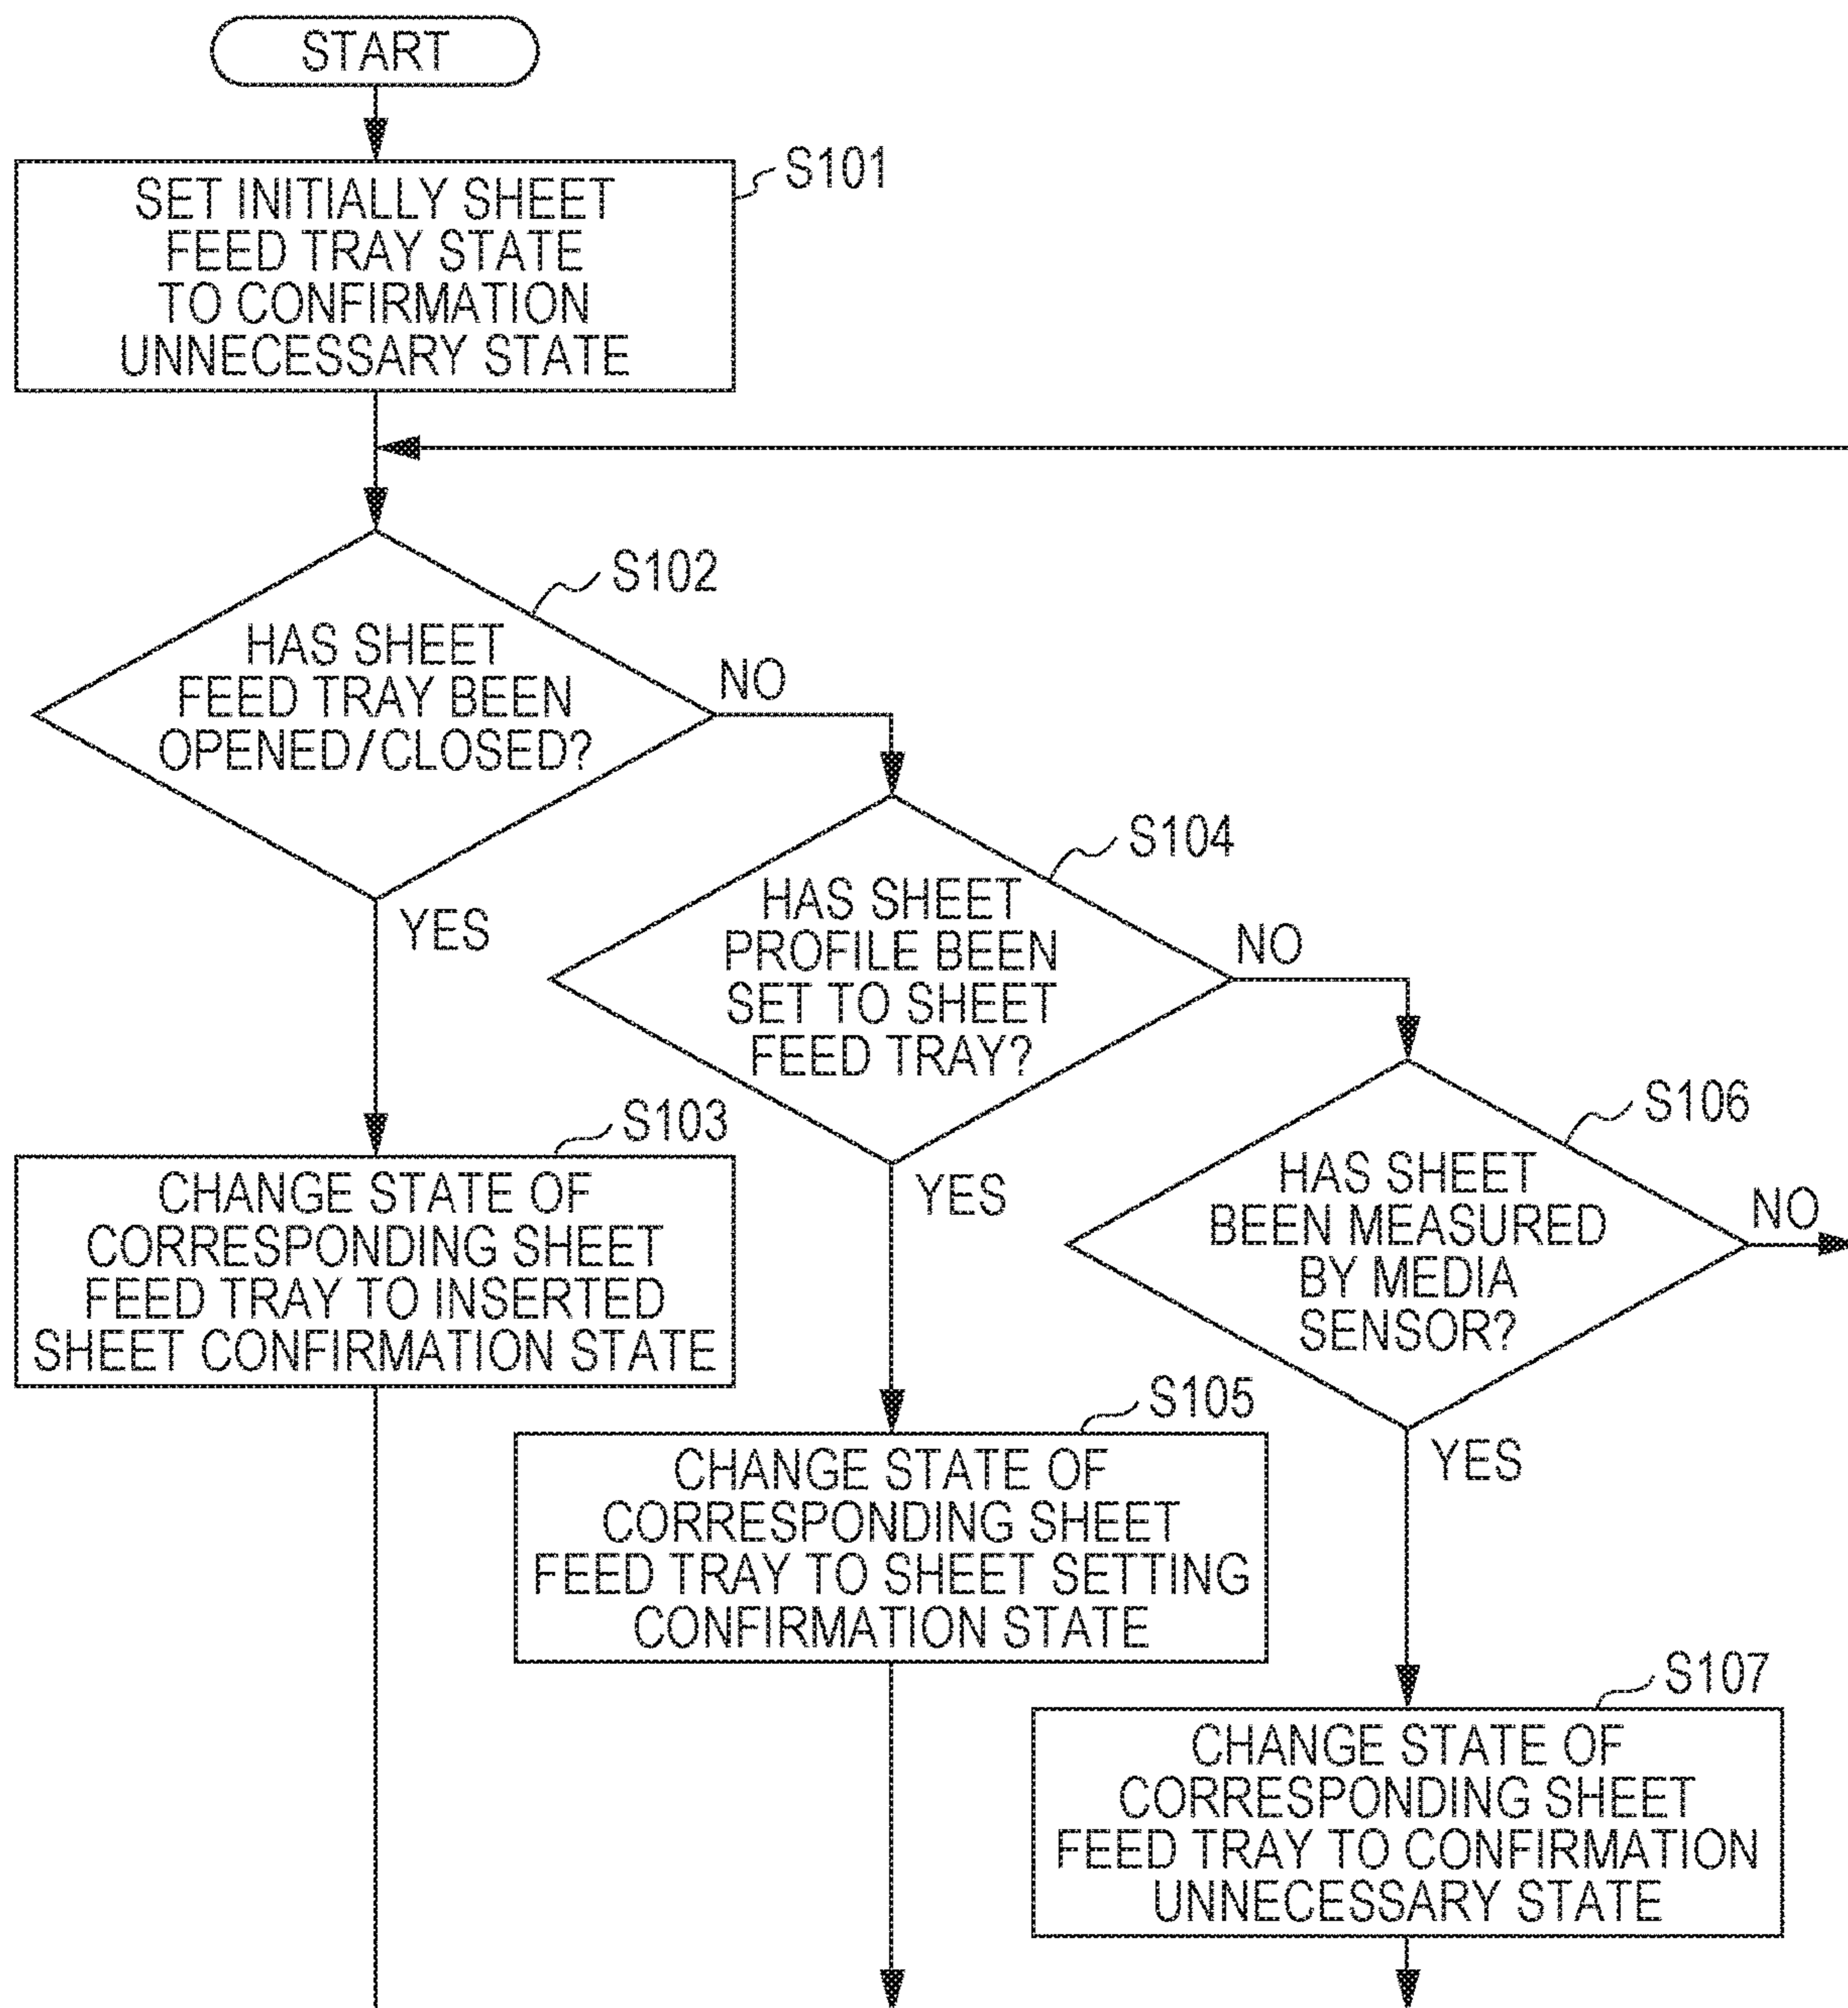 START
S101
SET INITIALLY SHEET
FEED TRAY STATE
TO CONFIRMATION
UNNECESSARY STATE
S102
HAS SHEET
FEED TRAY BEEN
OPENED/CLOSED?
NO
YES
S104
HAS SHEET
PROFILE BEEN
SET TO SHEET
FEED TRAY?
NO
YES
S103
CHANGE STATE OF
CORRESPONDING SHEET
FEED TRAY TO INSERTED
SHEET CONFIRMATION STATE
S106
HAS SHEET
BEEN MEASURED
BY MEDIA
SENSOR?
NO
YES
S105
CHANGE STATE OF
CORRESPONDING SHEET
FEED TRAY TO SHEET SETTING
CONFIRMATION STATE
S107
CHANGE STATE OF
CORRESPONDING SHEET
FEED TRAY TO CONFIRMATION
UNNECESSARY STATE